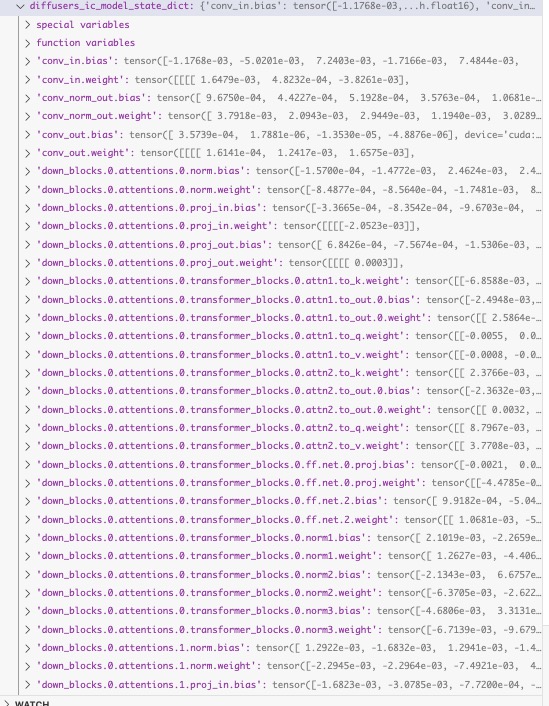 diffusers_ic_model_state_dict: {'conv_in.bias': tensor([-1.1768e-03,...h.float16), 'conv_in...
special variables
function variables
'conv_in.bias': tensor([-1.1768e-03, -5.0201e-03, 7.2403e-03, -1.7166e-03, 7.4844e-03,
'conv_in.weight': tensor([[[[ 1.6479e-03, 4.8232e-04, -3.8261e-03],
'conv_norm_out.bias': tensor([ 9.6750e-04, 4.4227e-04, 5.1928e-04, 3.5763e-04, 1.0681e-...
'conv_norm_out.weight': tensor([ 3.7918e-03, 2.0943e-03, 2.9449e-03, 1.1940e-03, 3.0289...
'conv_out.bias': tensor([ 3.5739e-04, 1.7881e-06, -1.3530e-05, -4.8876e-06], device='cuda:...
'conv_out.weight': tensor([[[[ 1.6141e-04, 1.2417e-03, 1.6575e-03],
'down_blocks.0.attentions.0.norm.bias': tensor([-1.5700e-04, -1.4772e-03, 2.4624e-03, 2.4...
'down_blocks.0.attentions.0.norm.weight': tensor([-8.4877e-04, -8.5640e-04, -1.7481e-03, 8...
'down_blocks.0.attentions.0.proj_in.bias': tensor([-3.3665e-04, -8.3542e-04, -9.6703e-04, ...
'down_blocks.0.attentions.0.proj_in.weight': tensor([[[[-2.0523e-03]],
'down_blocks.0.attentions.0.proj_out.bias': tensor([ 6.8426e-04, -7.5674e-04, -1.5306e-03, ...
'down_blocks.0.attentions.0.proj_out.weight': tensor([[[[ 0.0003]],
'down_blocks.0.attentions.0.transformer_blocks.0.attn1.to_k.weight': tensor([[-6.8588e-03, ...
'down_blocks.0.attentions.0.transformer_blocks.0.attn1.to_out.0.bias': tensor([-2.4948e-03, ...
'down_blocks.0.attentions.0.transformer_blocks.0.attn1.to_out.0.weight': tensor([[ 2.5864e-...
'down_blocks.0.attentions.0.transformer_blocks.0.attn1.to_q.weight': tensor([[-0.0055, 0.0...
'down_blocks.0.attentions.0.transformer_blocks.0.attn1.to_v.weight': tensor([[-0.0008, -0.0...
'down_blocks.0.attentions.0.transformer_blocks.0.attn2.to_k.weight': tensor([[ 2.3766e-03, ...
'down_blocks.0.attentions.0.transformer_blocks.0.attn2.to_out.0.bias': tensor([-2.3632e-03, ...
'down_blocks.0.attentions.0.transformer_blocks.0.attn2.to_out.0.weight': tensor([[ 0.0032, ...
'down_blocks.0.attentions.0.transformer_blocks.0.attn2.to_q.weight': tensor([[ 8.7967e-03, ...
'down_blocks.0.attentions.0.transformer_blocks.0.attn2.to_v.weight': tensor([[ 3.7708e-03, ...
'down_blocks.0.attentions.0.transformer_blocks.0.ff.net.0.proj.bias': tensor([-0.0021, 0.0...
'down_blocks.0.attentions.0.transformer_blocks.0.ff.net.0.proj.weight': tensor([[-4.4785e-0...
'down_blocks.0.attentions.0.transformer_blocks.0.ff.net.2.bias': tensor([ 9.9182e-04, -5.04...
'down_blocks.0.attentions.0.transformer_blocks.0.ff.net.2.weight': tensor([[ 1.0681e-03, -5...
'down_blocks.0.attentions.0.transformer_blocks.0.norm1.bias': tensor([ 2.1019e-03, -2.2659e...
'down_blocks.0.attentions.0.transformer_blocks.0.norm1.weight': tensor([ 1.2627e-03, -4.406...
'down_blocks.0.attentions.0.transformer_blocks.0.norm2.bias': tensor([-2.1343e-03, 6.6757e...
'down_blocks.0.attentions.0.transformer_blocks.0.norm2.weight': tensor([-6.3705e-03, -2.622...
'down_blocks.0.attentions.0.transformer_blocks.0.norm3.bias': tensor([-4.6806e-03, 3.3131e...
'down_blocks.0.attentions.0.transformer_blocks.0.norm3.weight': tensor([-6.7139e-03, -9.679...
'down_blocks.0.attentions.1.norm.bias': tensor([ 1.2922e-03, -1.6832e-03, 1.2941e-03, -1.4...
'down_blocks.0.attentions.1.norm.weight': tensor([-2.2945e-03, -2.2964e-03, -7.4921e-03, 4...
'down_blocks.0.attentions.1.proj_in.bias': tensor([-1.6823e-03, -3.0785e-03, -7.7200e-04, -...
WATCH